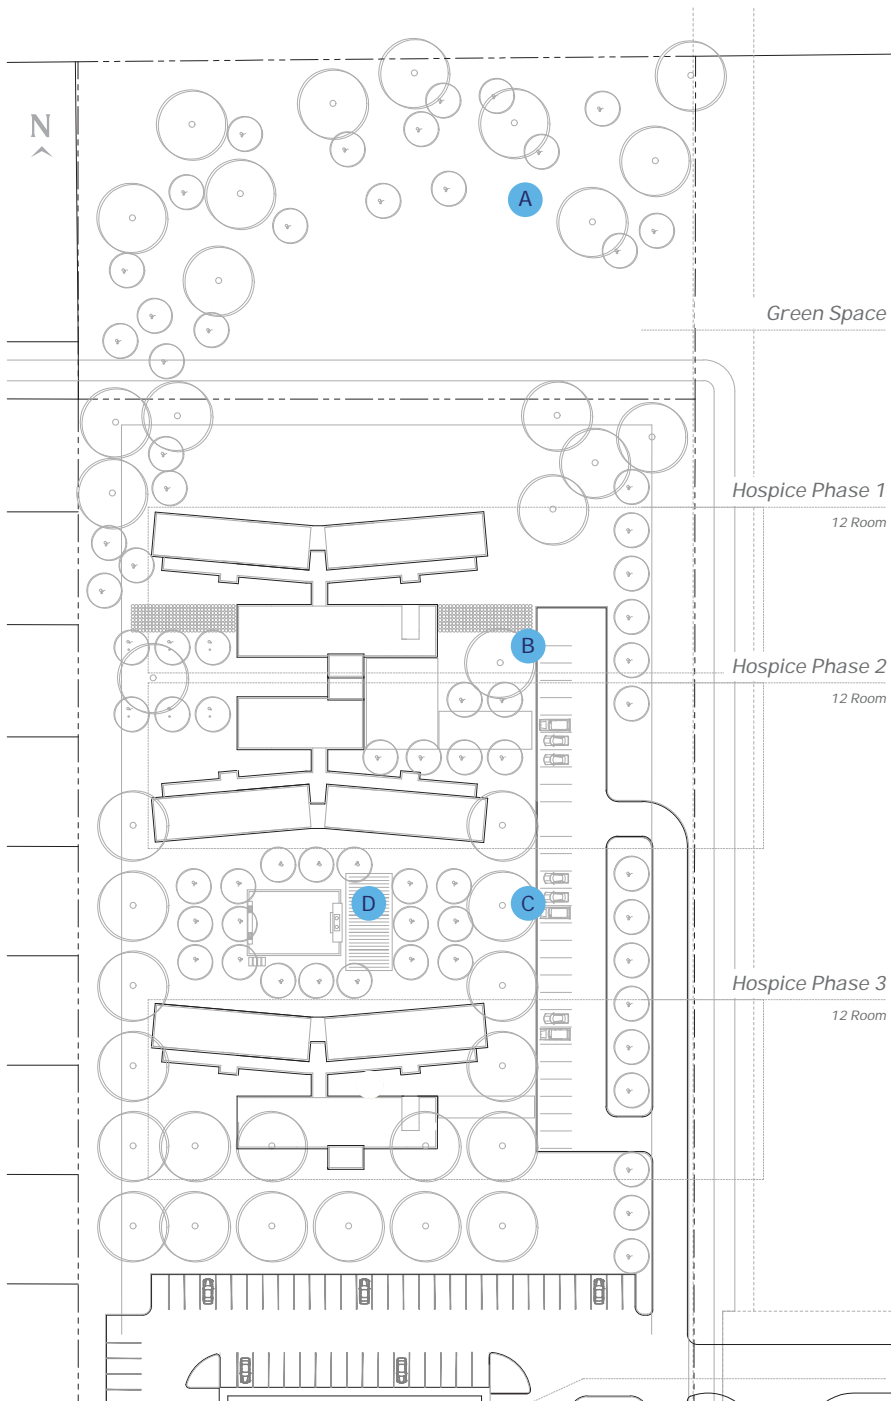 N
A
Green Space
Hospice Phase 1
12 Room
B
Hospice Phase 2
12 Room
C
D
Hospice Phase 3
12 Room